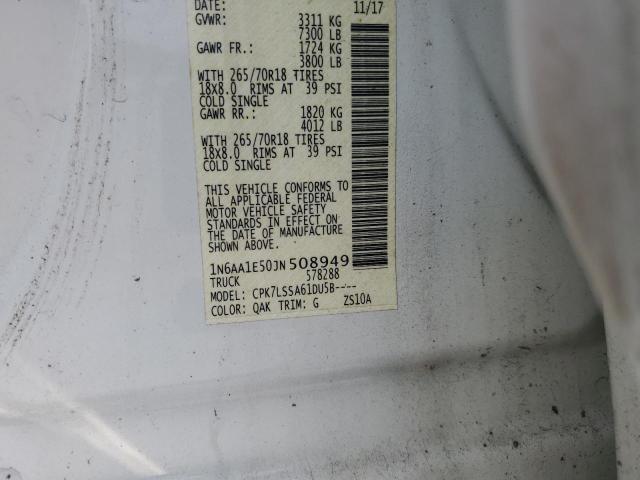 DATE: 11/17
GVWR: 3311 KG
7300 LB
GAWR FR.: 1724 KG
3800 LB
WITH 265/70R18 TIRES
18X8.0 RIMS AT 39 PSI
COLD SINGLE
GAWR RR.: 1820 KG
4012 LB
WITH 265/70R18 TIRES
18X8.0 RIMS AT 39 PSI
COLD SINGLE
THIS VEHICLE CONFORMS TO
ALL APPLICABLE FEDERAL
MOTOR VEHICLE SAFETY
STANDARDS IN EFFECT ON
THE DATE OF MANUFACTURE
SHOWN ABOVE.
1N6AA1E50JN508949
TRUCK 578288
MODEL: CPK7LSSA61DU5B----
COLOR: QAK TRIM: G ZS10A